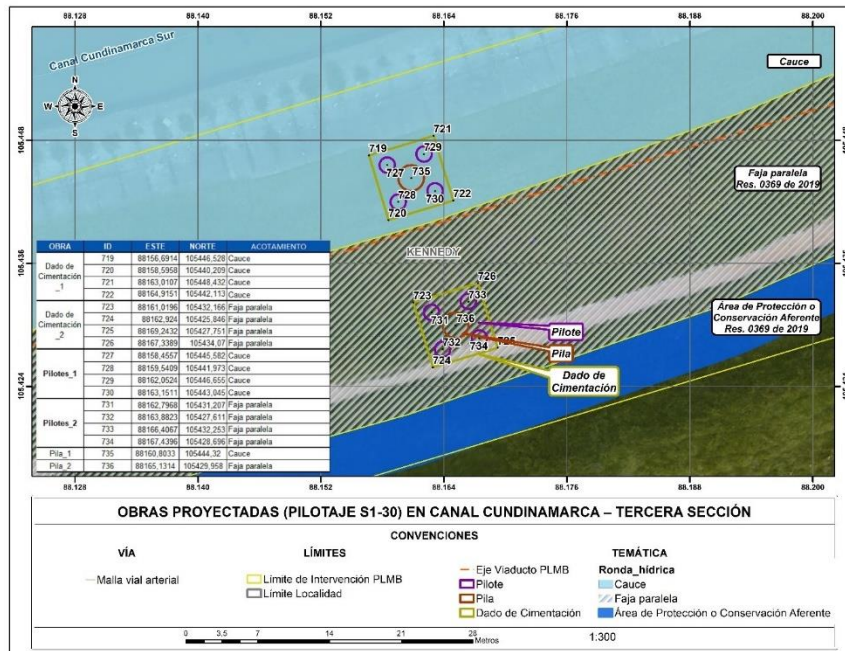 88.128 88.140 88.152 88.164 88.176 88.188 88.200
Canal Cundinamarca Sur
N
W E
S
Cauce
105.448 105.448
721
719
729
727 735
728
730 722
720
Faja paralela
Res. 0369 de 2019
KENNEDY
105.436 105.436
726
723
733
731
736
Pilote
732
734 725
724
Pila
Área de Protección o
Conservación Aferente
Res. 0369 de 2019
Dado de
Cimentación
105.424 105.424
OBRA ID ESTE NORTE ACOTAMIENTO
Dado de Cimentación _1 719 88156,6914 105446,528 Cauce
720 88158,5958 105440,209 Cauce
721 88163,0107 105448,432 Cauce
722 88164,9151 105442,113 Cauce
Dado de Cimentación _2 723 88161,0196 105432,166 Faja paralela
724 88162,924 105425,846 Faja paralela
725 88169,2432 105427,751 Faja paralela
726 88167,3389 105434,07 Faja paralela
Pilotes_1 727 88158,4557 105445,582 Cauce
728 88159,5409 105441,973 Cauce
729 88162,0524 105446,655 Cauce
730 88163,1511 105443,045 Cauce
Pilotes_2 731 88162,7968 105431,207 Faja paralela
732 88163,8823 105427,611 Faja paralela
733 88166,4067 105432,253 Faja paralela
734 88167,4396 105428,696 Faja paralela
Pila_1 735 88160,8033 105444,32 Cauce
Pila_2 736 88165,1314 105429,958 Faja paralela
88.128 88.140 88.152 88.164 88.176 88.188 88.200
OBRAS PROYECTADAS (PILOTAJE S1-30) EN CANAL CUNDINAMARCA – TERCERA SECCIÓN
CONVENCIONES
VÍA LÍMITES TEMÁTICA
Malla vial arterial
Límite de Intervención PLMB
Límite Localidad
Eje Viaducto PLMB
Pilote
Pila
Dado de Cimentación
Ronda_hídrica
Cauce
Faja paralela
Área de Protección o Conservación Aferente
0 3.5 7 14 21 28
Metros
1:300